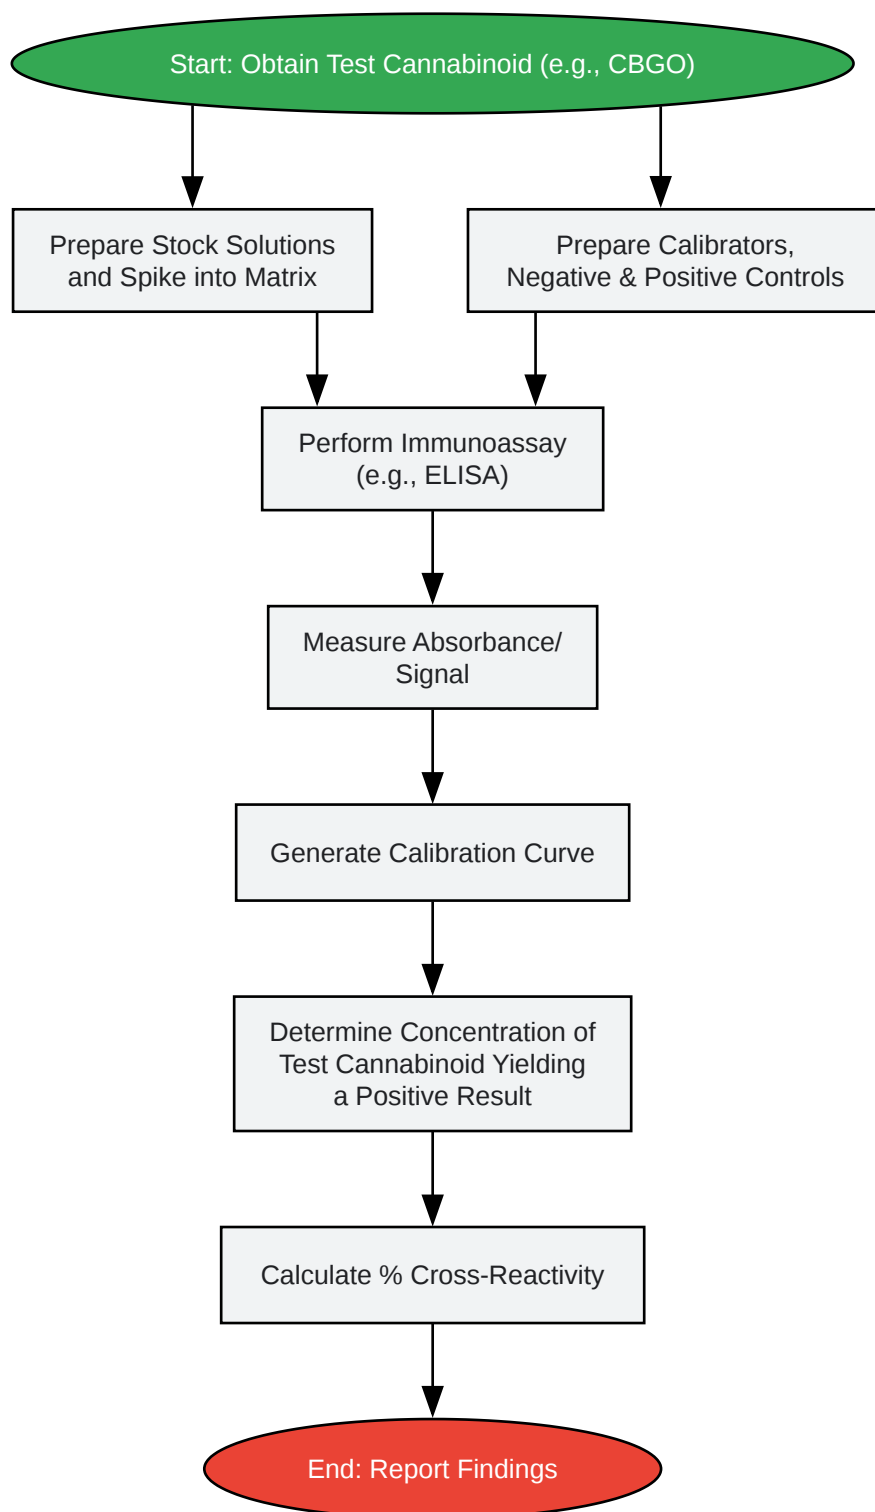 Start: Obtain Test Cannabinoid (e.g., CBGO)
Prepare Stock Solutions
and Spike into Matrix
Prepare Calibrators,
Negative & Positive Controls
Perform Immunoassay
(e.g., ELISA)
Measure Absorbance/
Signal
Generate Calibration Curve
Determine Concentration of
Test Cannabinoid Yielding
a Positive Result
Calculate % Cross-Reactivity
End: Report Findings